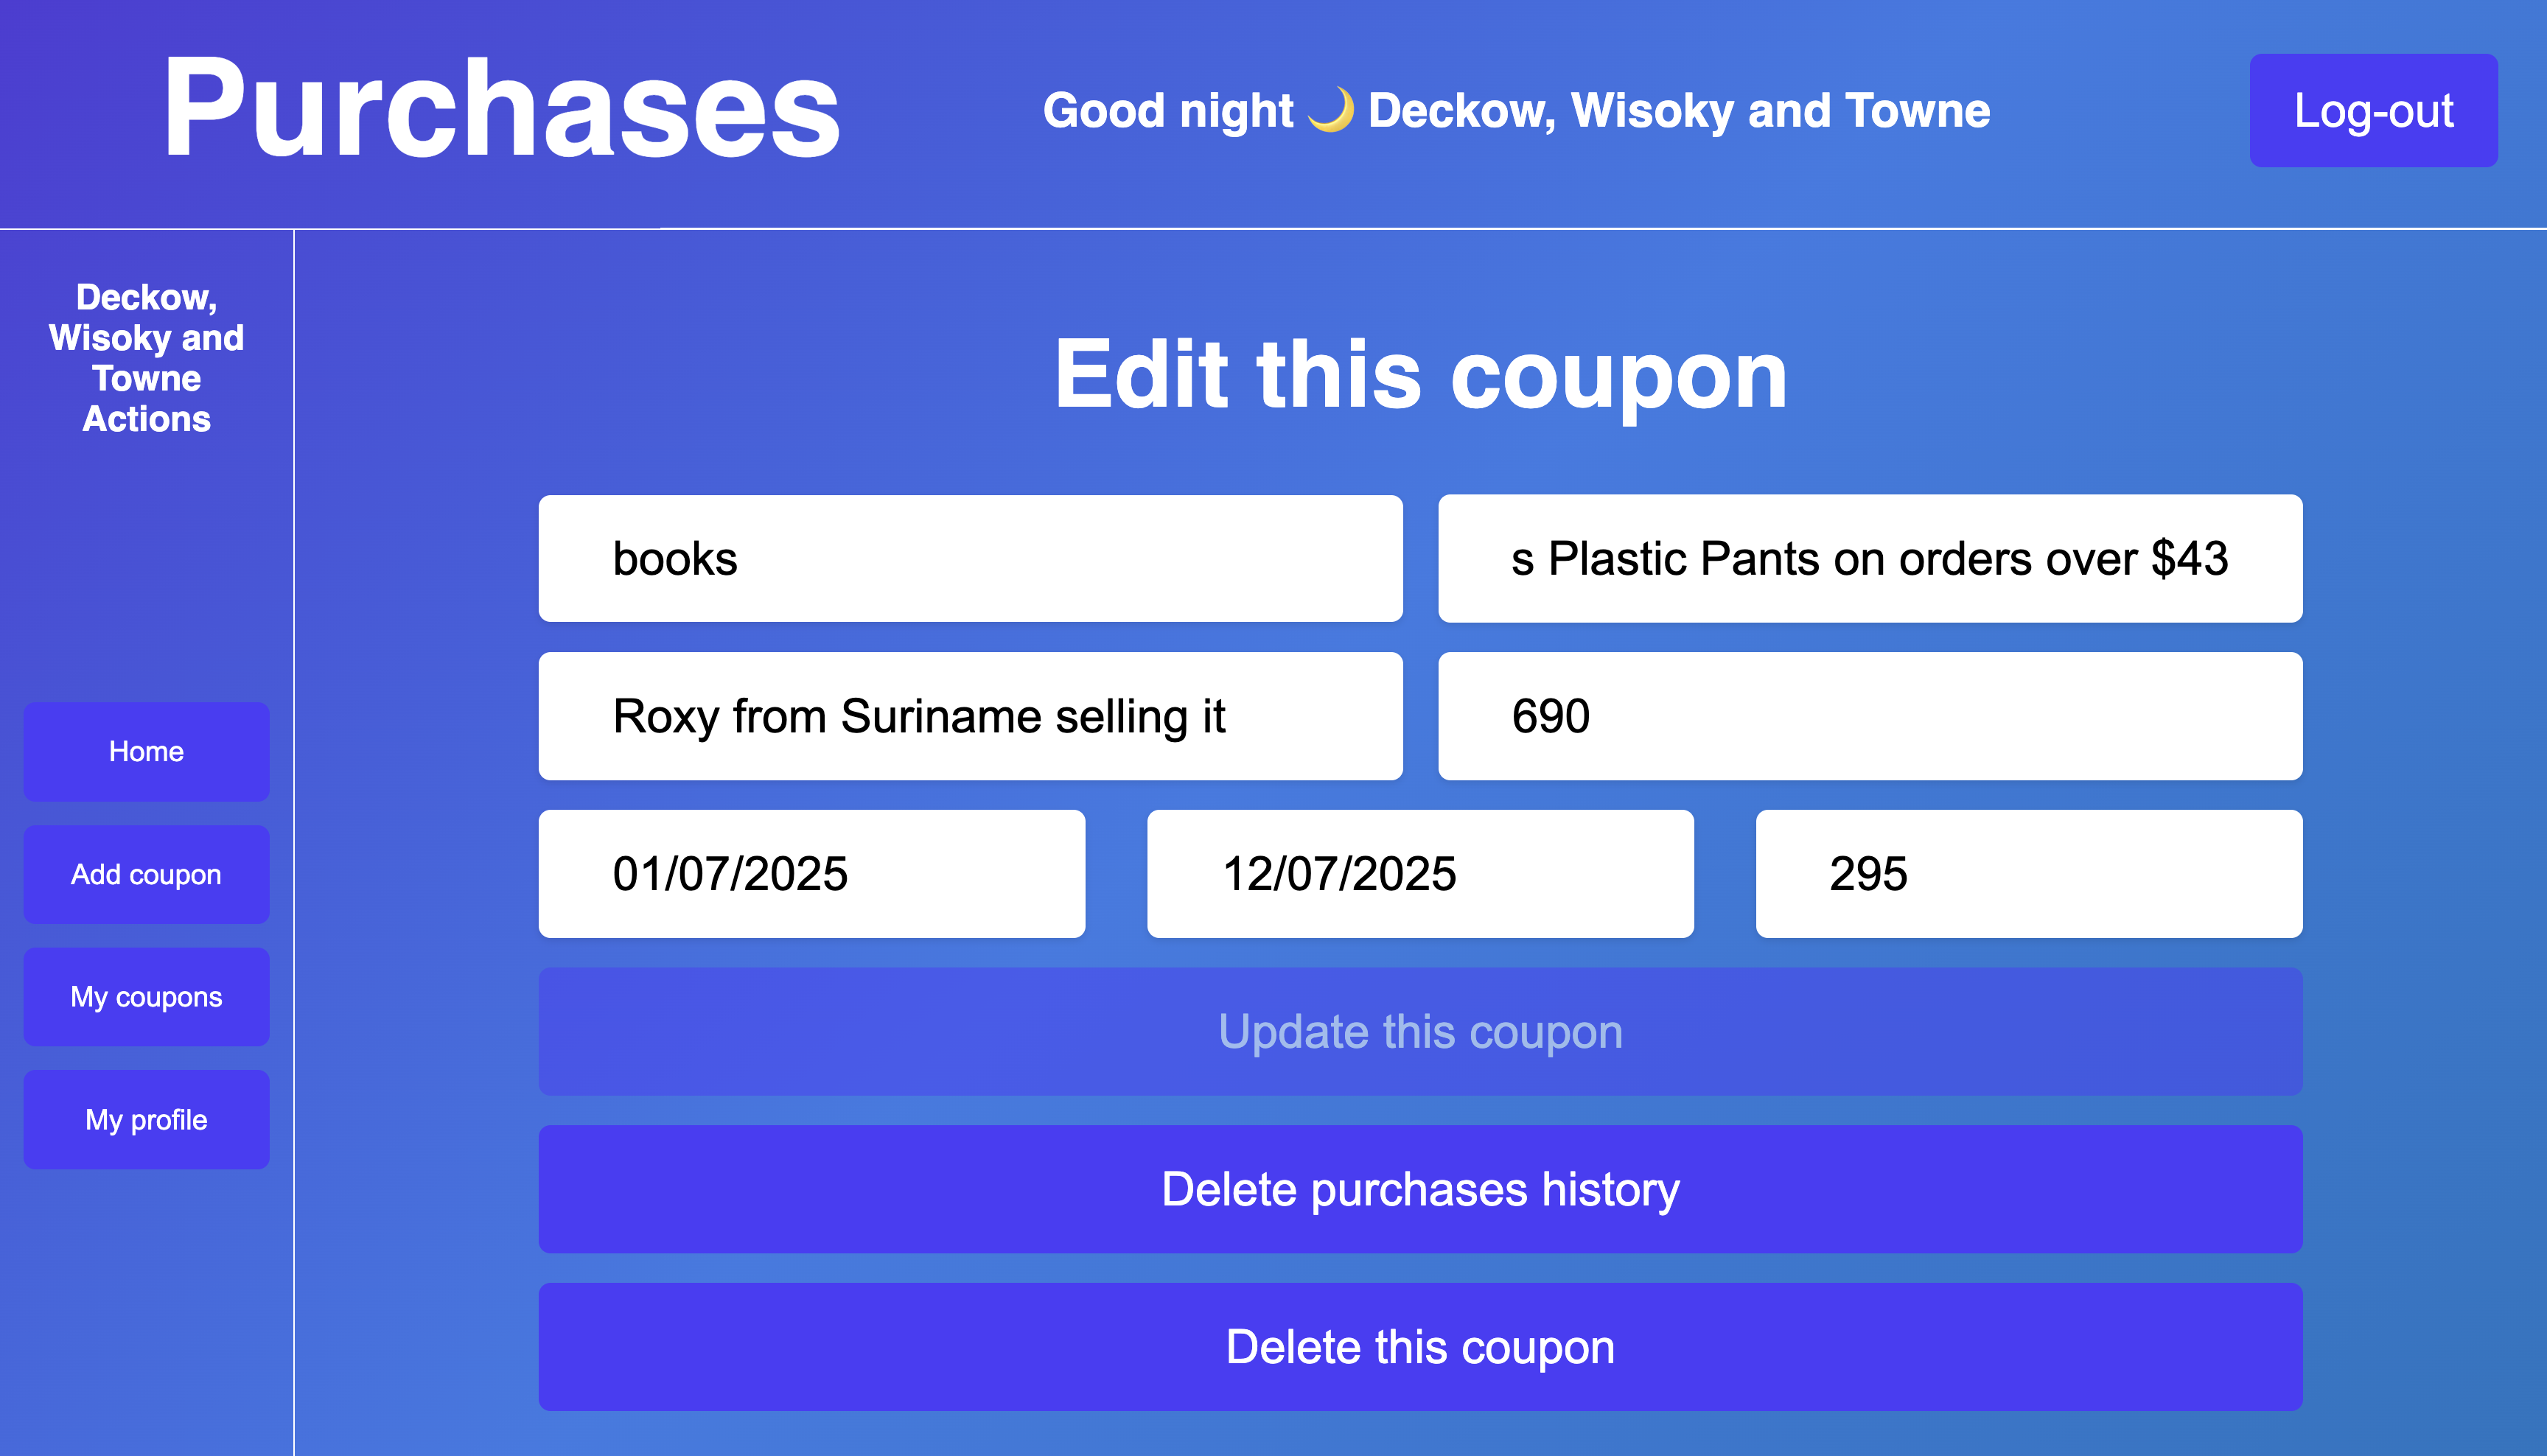 Purchases
Good night 🌙 Deckow, Wisoky and Towne
Log-out
Deckow,
Wisoky and
Towne
Actions
Home
Add coupon
My coupons
My profile
Edit this coupon
books
s Plastic Pants on orders over $43
Roxy from Suriname selling it
690
01/07/2025
12/07/2025
295
Update this coupon
Delete purchases history
Delete this coupon